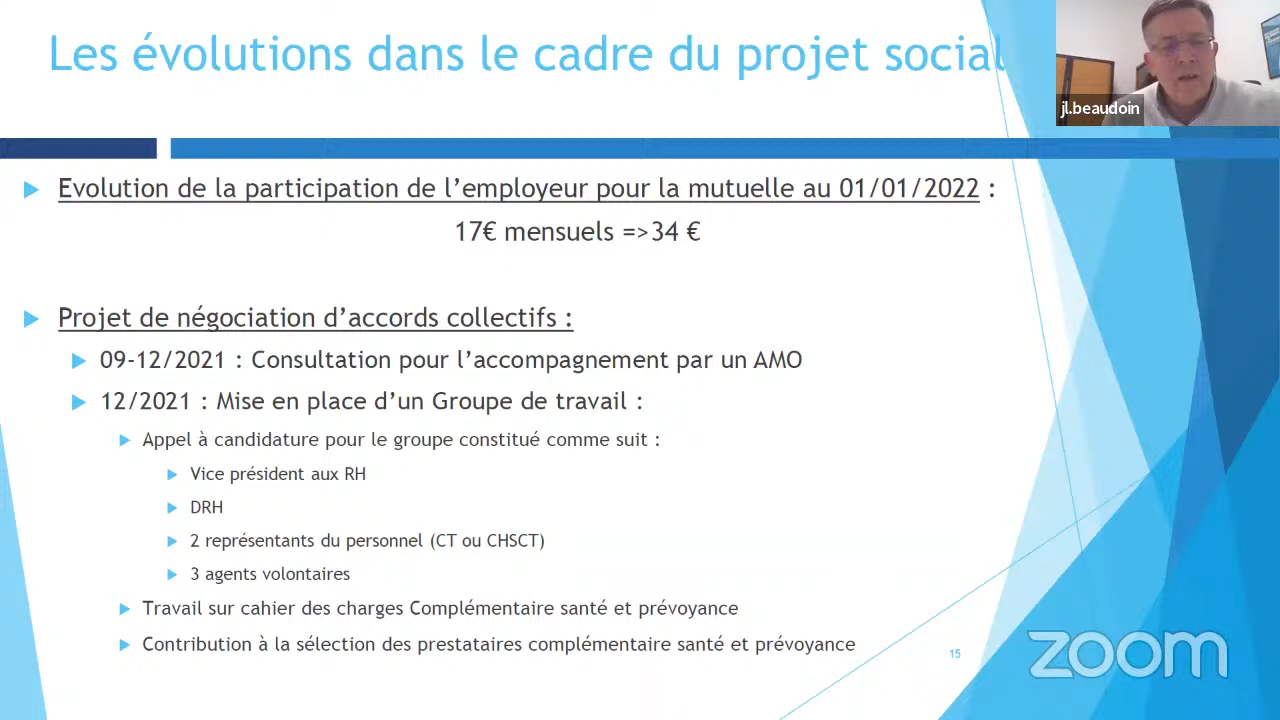 Les évolutions dans le cadre du projet social
jl.beaudoin
Evolution de la participation de l’employeur pour la mutuelle au 01/01/2022 :
17€ mensuels =>34 €
Projet de négociation d’accords collectifs :
09-12/2021 : Consultation pour l’accompagnement par un AMO
12/2021 : Mise en place d’un Groupe de travail :
Appel à candidature pour le groupe constitué comme suit :
Vice président aux RH
DRH
2 représentants du personnel (CT ou CHSCT)
3 agents volontaires
Travail sur cahier des charges Complémentaire santé et prévoyance
Contribution à la sélection des prestataires complémentaire santé et prévoyance
15
zoom